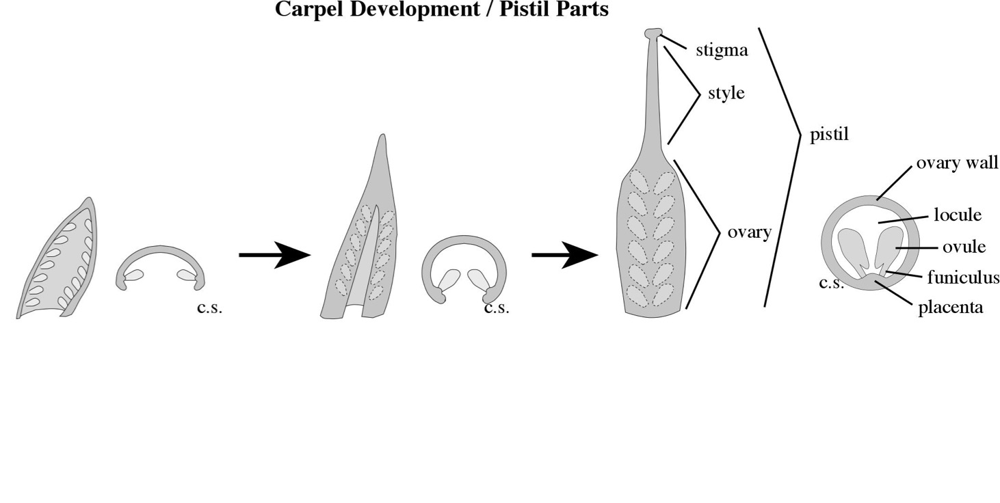 Carpel Development / Pistil Parts
stigma
style
pistil
ovary wall
locule
ovary
ovule
funiculus
c.s.
placenta
c.s.
c.s.